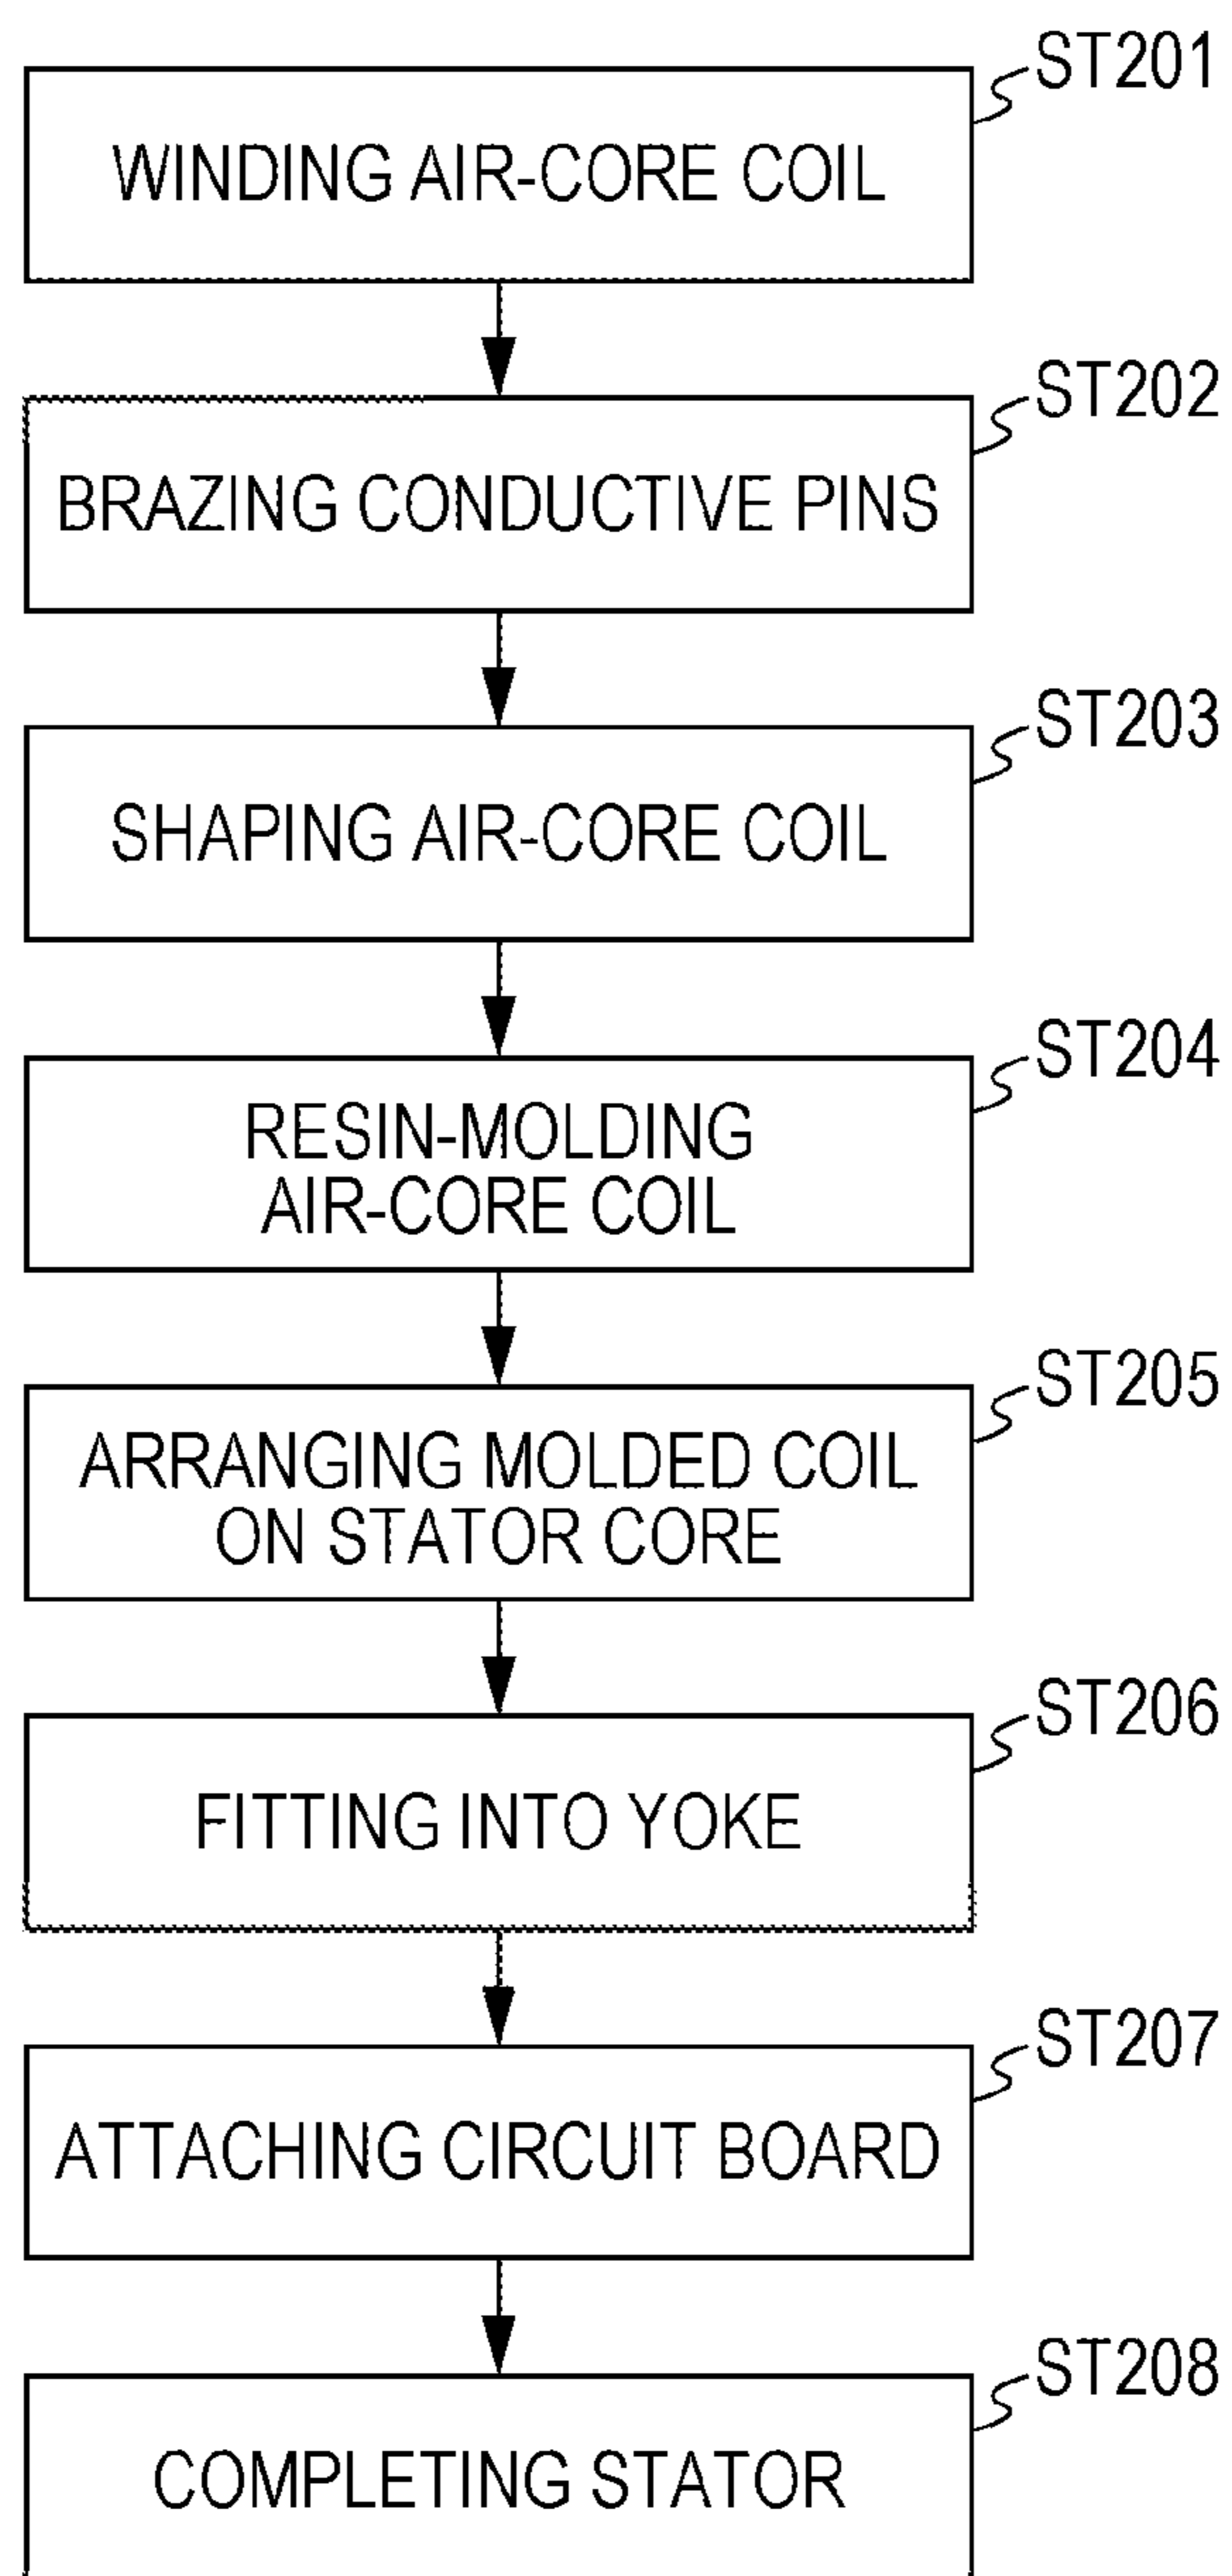 ST201
WINDING AIR-CORE COIL
ST202
BRAZING CONDUCTIVE PINS
ST203
SHAPING AIR-CORE COIL
ST204
RESIN-MOLDING
AIR-CORE COIL
ST205
ARRANGING MOLDED COIL
ON STATOR CORE
ST206
FITTING INTO YOKE
ST207
ATTACHING CIRCUIT BOARD
ST208
COMPLETING STATOR